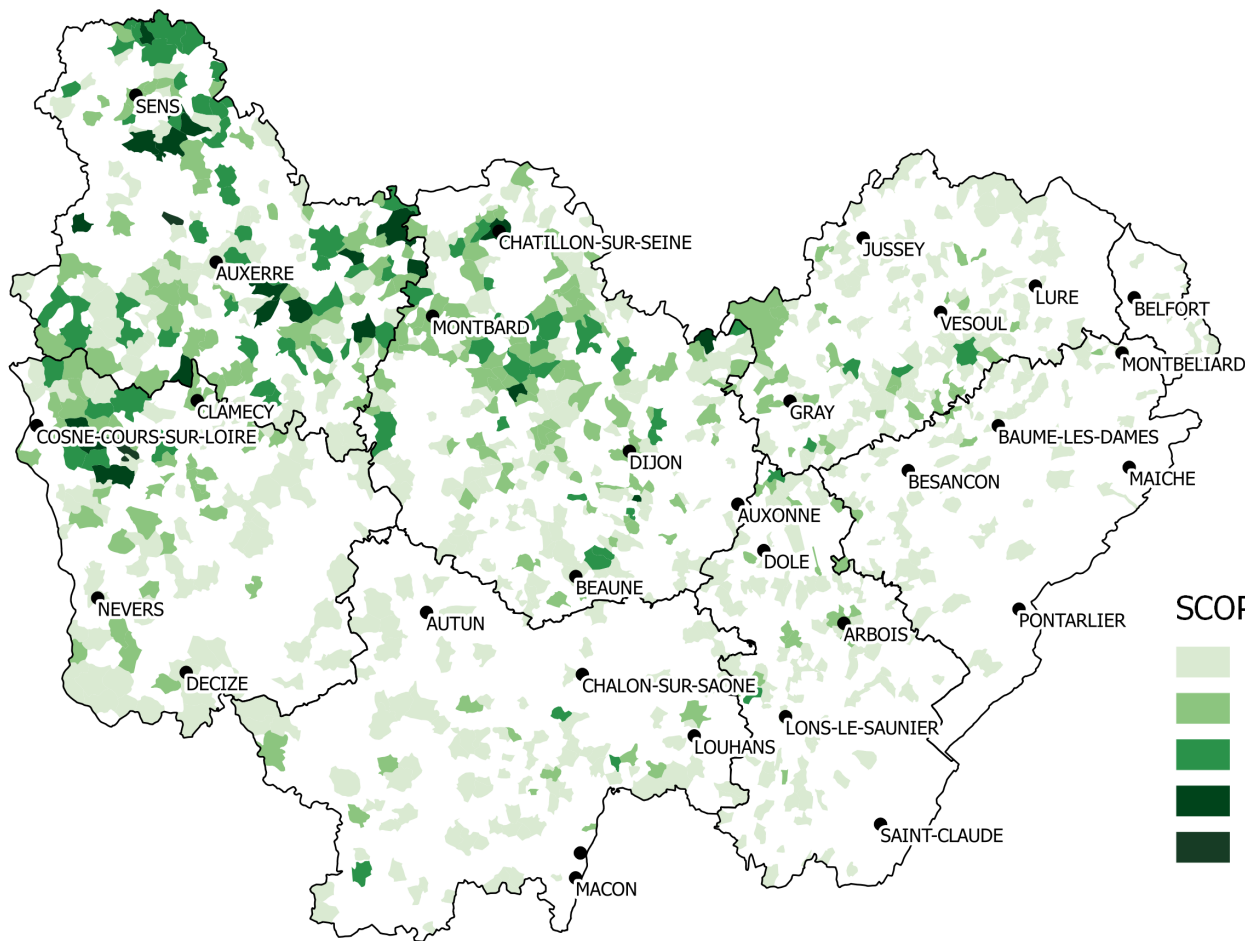 SENS
CHATILLON-SUR-SEINE
JUSSEY
AUXERRE
LURE
BELFORT
VESOUL
MONTBARD
MONTBELIARD
CLAMECY
GRAY
COSNE-COURS-SUR-LOIRE
BAUME-LES-DAMES
DIJON
BESANCON
MAICHE
AUXONNE
DOLE
BEAUNE
NEVERS
SCOP
PONTARLIER
AUTUN
ARBOIS
DECIZE
CHALON-SUR-SAONE
LONS-LE-SAUNIER
LOUHANS
SAINT-CLAUDE
MACON